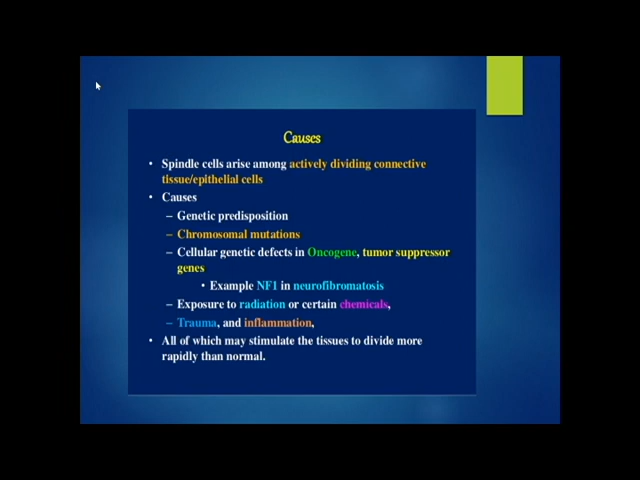 Causes
• Spindle cells arise among actively dividing connective
tissue/epithelial cells
• Causes
– Genetic predisposition
– Chromosomal mutations
– Cellular genetic defects in Oncogene, tumor suppressor
genes
• Example NF1 in neurofibromatosis
– Exposure to radiation or certain chemicals,
– Trauma, and inflammation,
• All of which may stimulate the tissues to divide more
rapidly than normal.